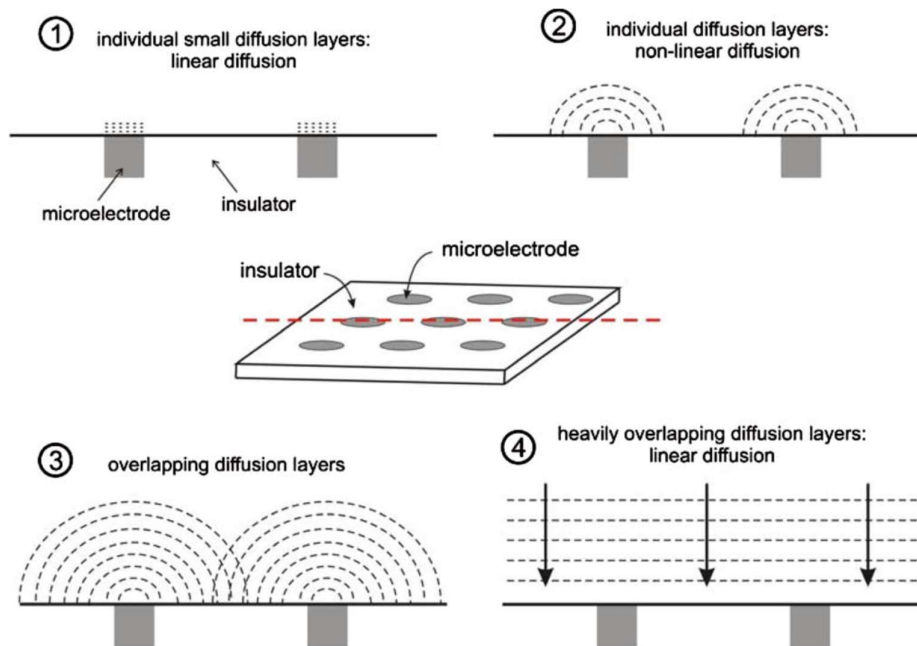 1
individual small diffusion layers:
linear diffusion
microelectrode
insulator
2
individual diffusion layers:
non-linear diffusion
microelectrode
insulator
3
overlapping diffusion layers
4
heavily overlapping diffusion layers:
linear diffusion